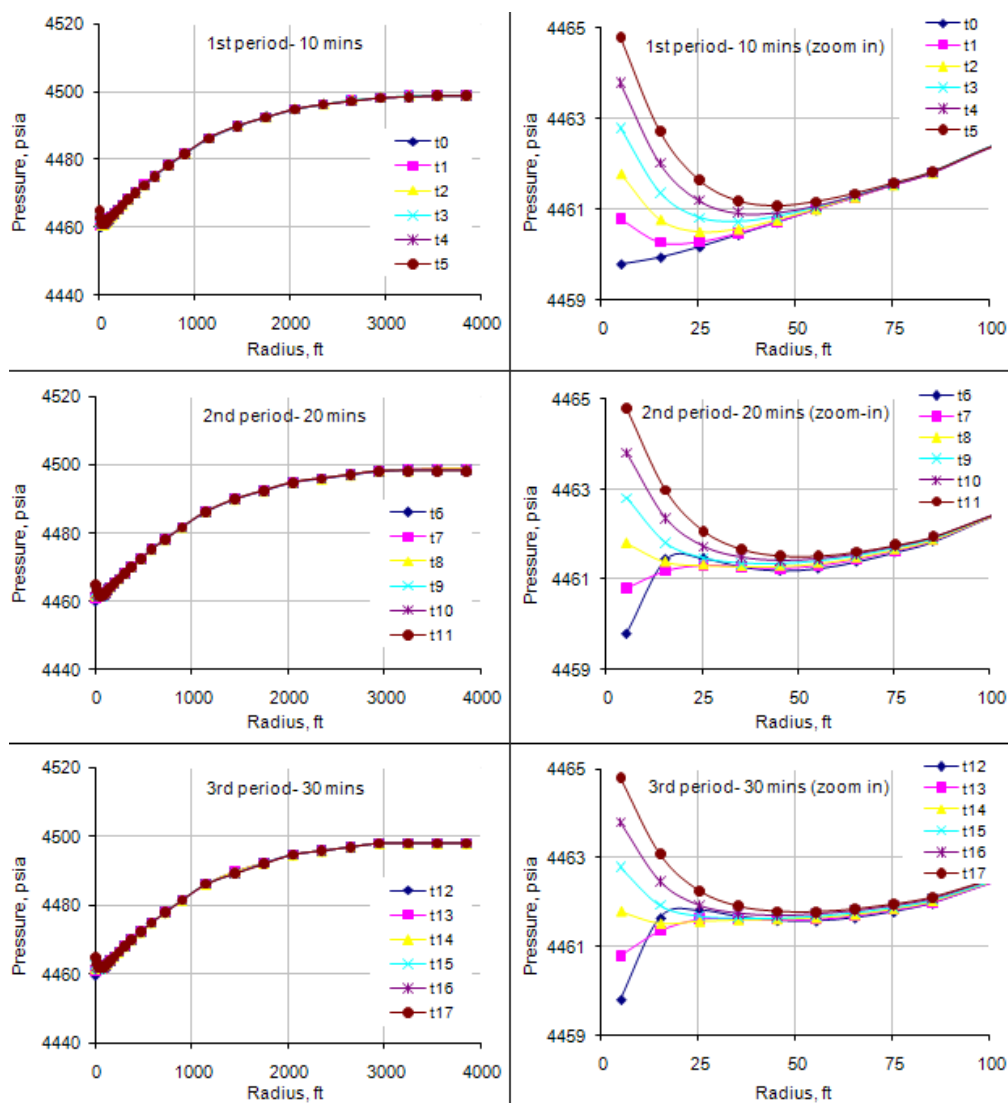 4520
4500
4480
4460
4440
Pressure, psia
1st period- 10 mins
t0
t1
t2
t3
t4
t5
0 1000 2000 3000 4000
Radius, ft
4465
4463
4461
4459
Pressure, psia
1st period- 10 mins (zoom in)
t0
t1
t2
t3
t4
t5
0 25 50 75 100
Radius, ft
4520
4500
4480
4460
4440
Pressure, psia
2nd period- 20 mins
t6
t7
t8
t9
t10
t11
0 1000 2000 3000 4000
Radius, ft
4465
4463
4461
4459
Pressure, psia
2nd period- 20 mins (zoom-in)
t6
t7
t8
t9
t10
t11
0 25 50 75 100
Radius, ft
4520
4500
4480
4460
4440
Pressure, psia
3rd period- 30 mins
t12
t13
t14
t15
t16
t17
0 1000 2000 3000 4000
Radius, ft
4465
4463
4461
4459
Pressure, psia
3rd period- 30 mins (zoom in)
t12
t13
t14
t15
t16
t17
0 25 50 75 100
Radius, ft